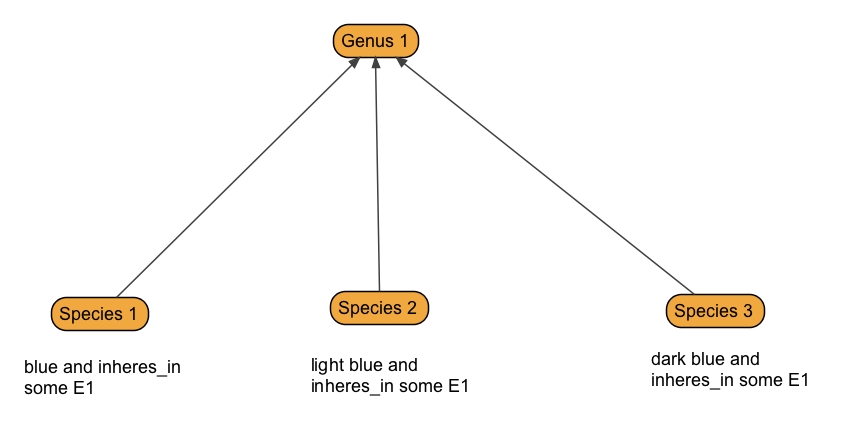 Genus 1
Species 1
Species 2
Species 3
blue and inheres_in
some E1
light blue and
inheres_in some E1
dark blue and
inheres_in some E1